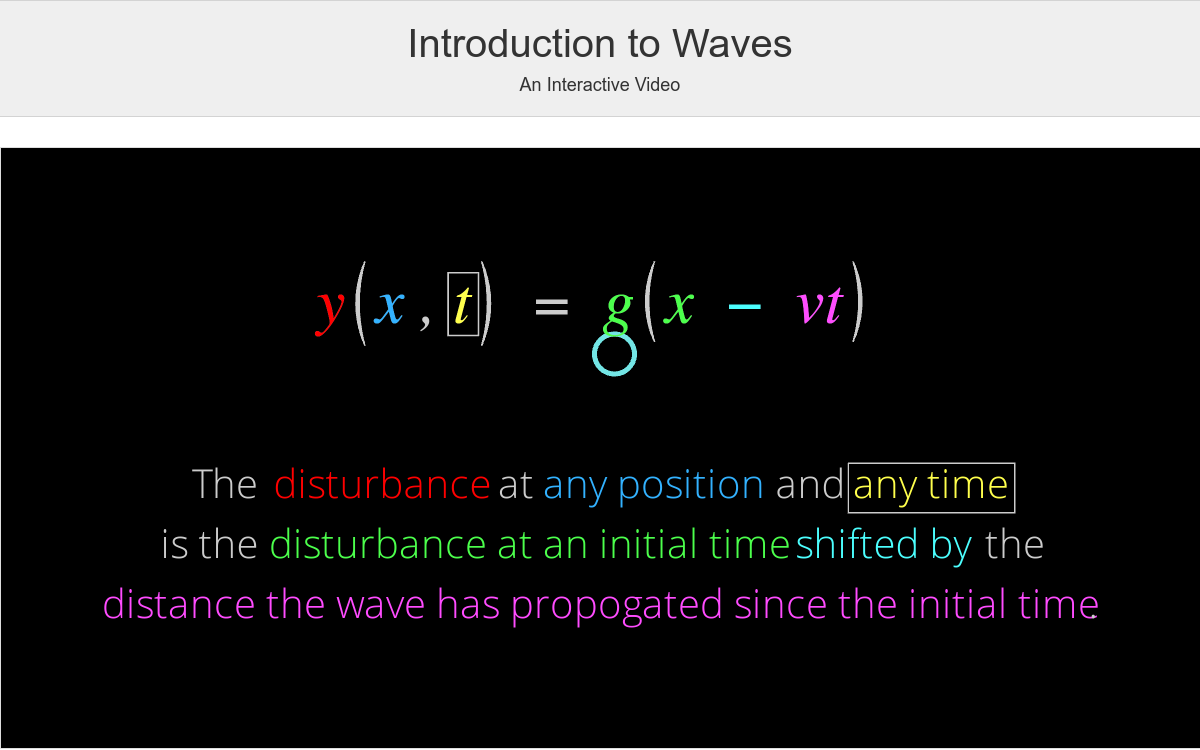 Introduction to Waves
An Interactive Video
y(x, t) = g(x − vt)
The disturbance at any position and any time
is the disturbance at an initial time shifted by the
distance the wave has propogated since the initial time.